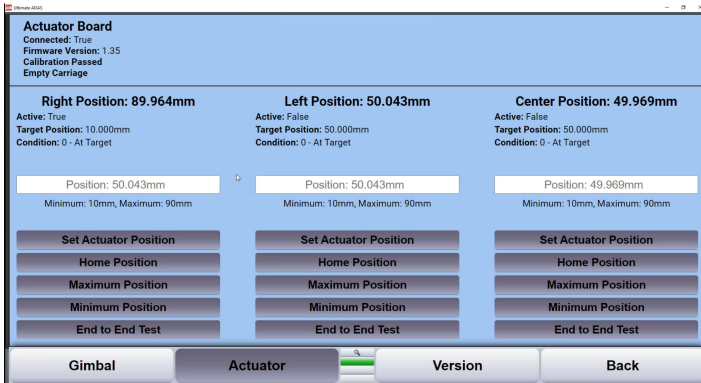 Ultimate ADAS
Actuator Board
Connected: True
Firmware Version: 1.35
Calibration Passed
Empty Carriage
Right Position: 89.964mm
Active: True
Target Position: 10.000mm
Condition: 0 - At Target
Position: 50.043mm
Minimum: 10mm, Maximum: 90mm
Set Actuator Position
Home Position
Maximum Position
Minimum Position
End to End Test
Left Position: 50.043mm
Active: False
Target Position: 50.000mm
Condition: 0 - At Target
Position: 50.043mm
Minimum: 10mm, Maximum: 90mm
Set Actuator Position
Home Position
Maximum Position
Minimum Position
End to End Test
Center Position: 49.969mm
Active: False
Target Position: 50.000mm
Condition: 0 - At Target
Position: 49.969mm
Minimum: 10mm, Maximum: 90mm
Set Actuator Position
Home Position
Maximum Position
Minimum Position
End to End Test
Gimbal
Actuator
Version
Back